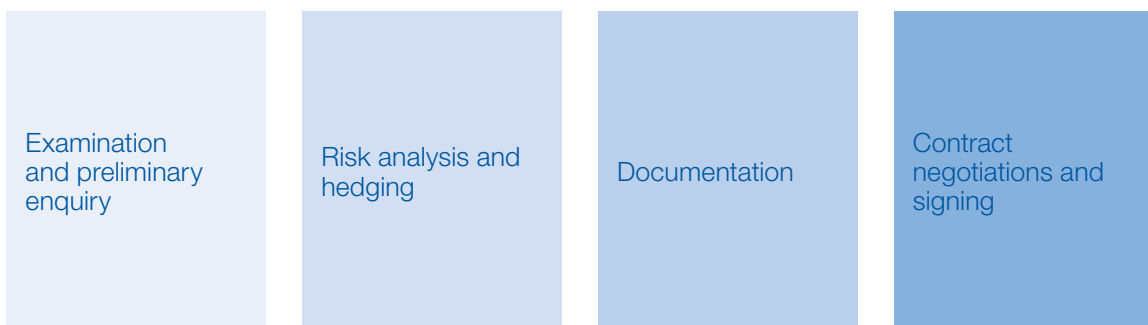 Examination
and preliminary
enquiry
Risk analysis and
hedging
Documentation
Contract
negotiations and
signing